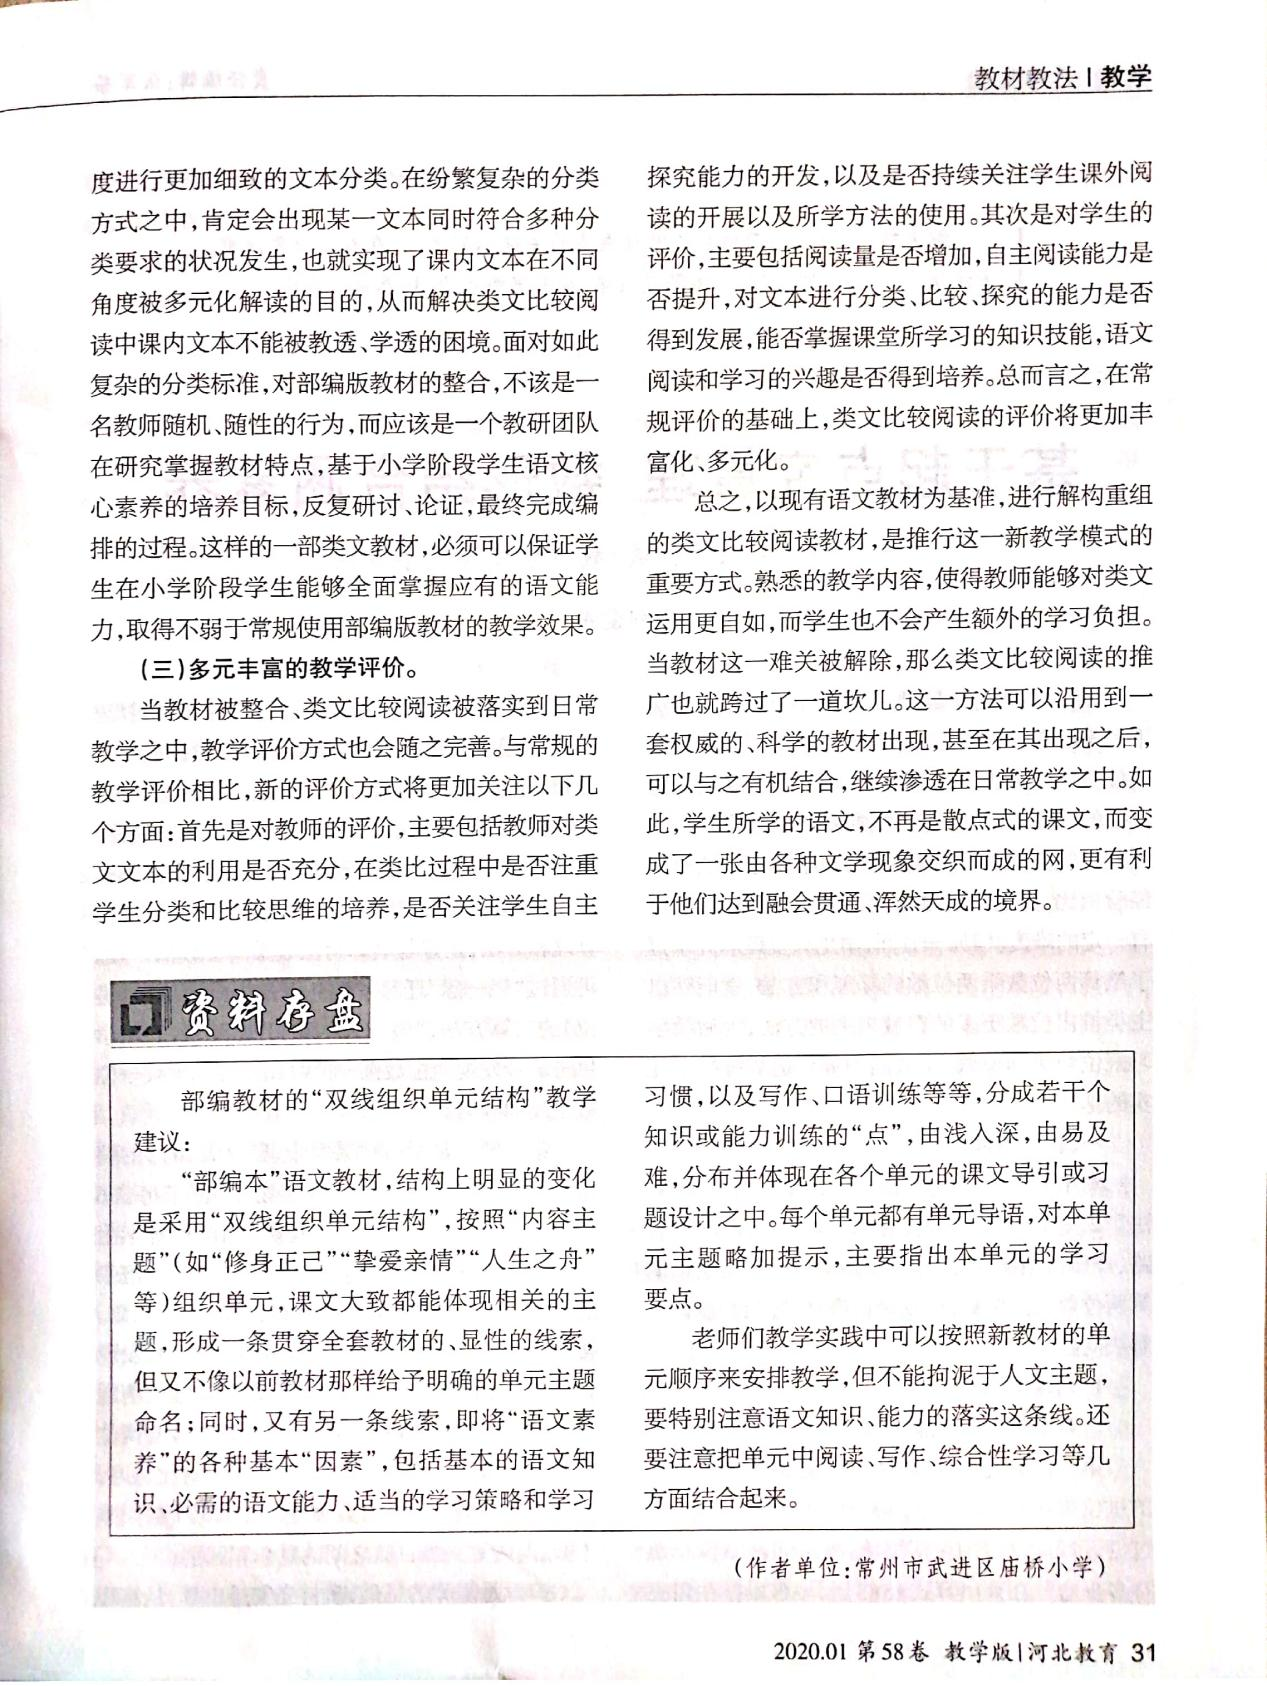 教材教法|教学
度进行更加细致的文本分类。在纷繁复杂的分类
方式之中,肯定会出现某一文本同时符合多种分
类要求的状况发生,也就实现了课内文本在不同
角度被多元化解读的目的,从而解决类文比较阅
读中课内文本不能被教透、学透的困境。面对如此
复杂的分类标准,对部编版教材的整合,不该是一
名教师随机、随性的行为,而应该是一个教研团队
在研究掌握教材特点,基于小学阶段学生语文核
心素养的培养目标,反复研讨、论证,最终完成编
排的过程。这样的一部类文教材,必须可以保证学
生在小学阶段学生能够全面掌握应有的语文能
力,取得不弱于常规使用部编版教材的教学效果。
(三)多元丰富的教学评价。
当教材被整合、类文比较阅读被落实到日常
教学之中,教学评价方式也会随之完善。与常规的
教学评价相比,新的评价方式将更加关注以下几
个方面:首先是对教师的评价,主要包括教师对类
文文本的利用是否充分,在类比过程中是否注重
学生分类和比较思维的培养,是否关注学生自主
探究能力的开发,以及是否持续关注学生课外阅
读的开展以及所学方法的使用。其次是对学生的
评价,主要包括阅读量是否增加,自主阅读能力是
否提升,对文本进行分类、比较、探究的能力是否
得到发展,能否掌握课堂所学习的知识技能,语文
阅读和学习的兴趣是否得到培养。总而言之,在常
规评价的基础上,类文比较阅读的评价将更加丰
富化、多元化。
总之,以现有语文教材为基准,进行解构重组
的类文比较阅读教材,是推行这一新教学模式的
重要方式。熟悉的教学内容,使得教师能够对类文
运用更自如,而学生也不会产生额外的学习负担。
当教材这一难关被解除,那么类文比较阅读的推
广也就跨过了一道坎儿。这一方法可以沿用到一
套权威的、科学的教材出现,甚至在其出现之后,
可以与之有机结合,继续渗透在日常教学之中。如
此,学生所学的语文,不再是散点式的课文,而变
成了一张由各种文学现象交织而成的网,更有利
于他们达到融会贯通、浑然天成的境界。
资料存盘
部编教材的“双线组织单元结构”教学
建议:
“部编本”语文教材,结构上明显的变化
是采用“双线组织单元结构”,按照“内容主
题”(如“修身正己”“挚爱亲情”“人生之舟”
等)组织单元,课文大致都能体现相关的主
题,形成一条贯穿全套教材的、显性的线索,
但又不像以前教材那样给予明确的单元主题
命名;同时,又有另一条线索,即将“语文素
养”的各种基本“因素”,包括基本的语文知
识、必需的语文能力、适当的学习策略和学习
习惯,以及写作、口语训练等等,分成若干个
知识或能力训练的“点”,由浅入深,由易及
难,分布并体现在各个单元的课文导引或习
题设计之中。每个单元都有单元导语,对本单
元主题略加提示,主要指出本单元的学习
要点。
老师们教学实践中可以按照新教材的单
元顺序来安排教学,但不能拘泥于人文主题,
要特别注意语文知识、能力的落实这条线。还
要注意把单元中阅读、写作、综合性学习等几
方面结合起来。
(作者单位:常州市武进区庙桥小学)
2020.01 第58卷 教学版|河北教育 31